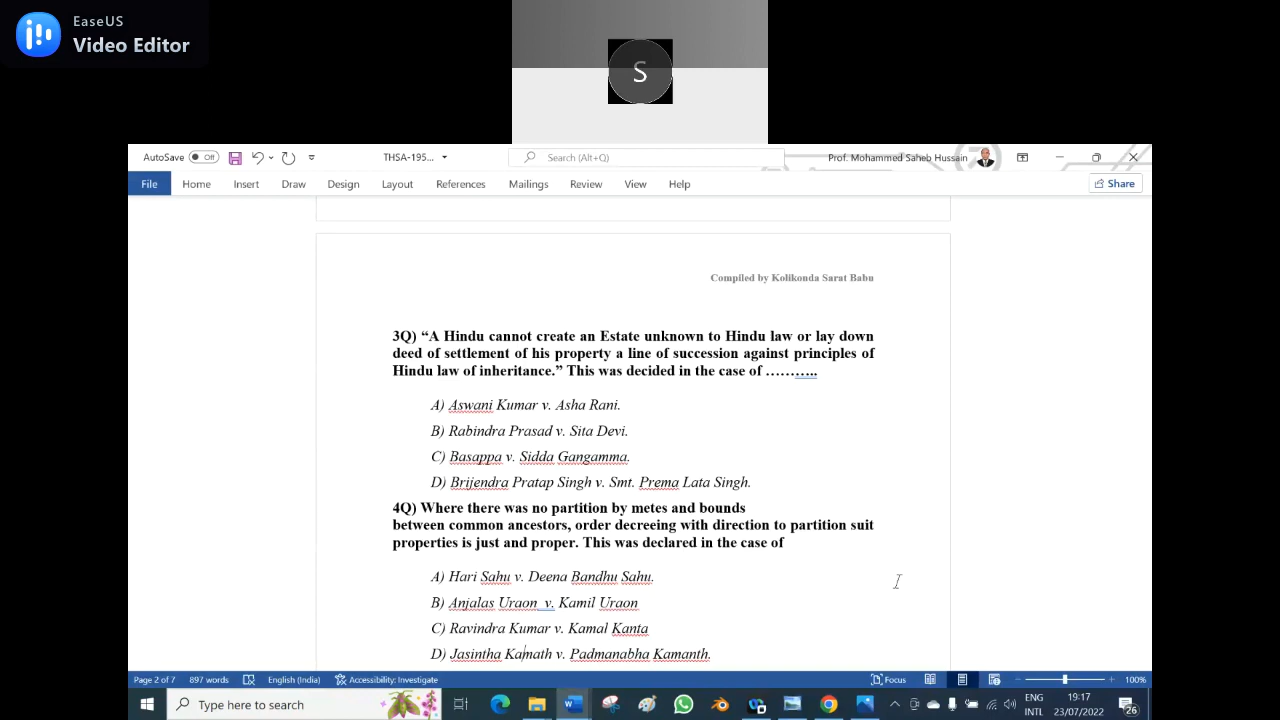 EaseUS
Video Editor
S
AutoSave Off THSA-195... Search (Alt+Q) Prof. Mohammed Saheb Hussain
File Home Insert Draw Design Layout References Mailings Review View Help Share
Compiled by Kolikonda Sarat Babu
3Q) “A Hindu cannot create an Estate unknown to Hindu law or lay down
deed of settlement of his property a line of succession against principles of
Hindu law of inheritance.” This was decided in the case of ………..
A) Aswani Kumar v. Asha Rani.
B) Rabindra Prasad v. Sita Devi.
C) Basappa v. Sidda Gangamma.
D) Brijendra Pratap Singh v. Smt. Prema Lata Singh.
4Q) Where there was no partition by metes and bounds
between common ancestors, order decreeing with direction to partition suit
properties is just and proper. This was declared in the case of
A) Hari Sahu v. Deena Bandhu Sahu.
B) Anjalas Uraon v. Kamil Uraon
C) Ravindra Kumar v. Kamal Kanta
D) Jasintha Kamath v. Padmanabha Kamanth.
Page 2 of 7 897 words English (India) Accessibility: Investigate Focus 100%
Type here to search ENG 19:17
INTL 23/07/2022 26